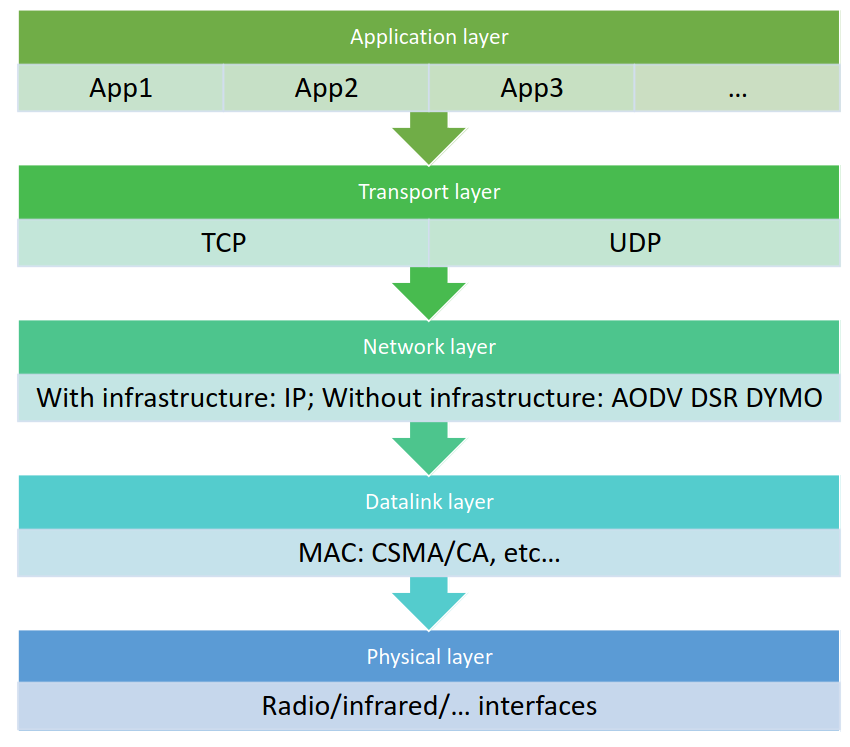 Application layer
App1 App2 App3 ...
Transport layer
TCP UDP
Network layer
With infrastructure: IP; Without infrastructure: AODV DSR DYMO
Datalink layer
MAC: CSMA/CA, etc...
Physical layer
Radio/infrared/... interfaces